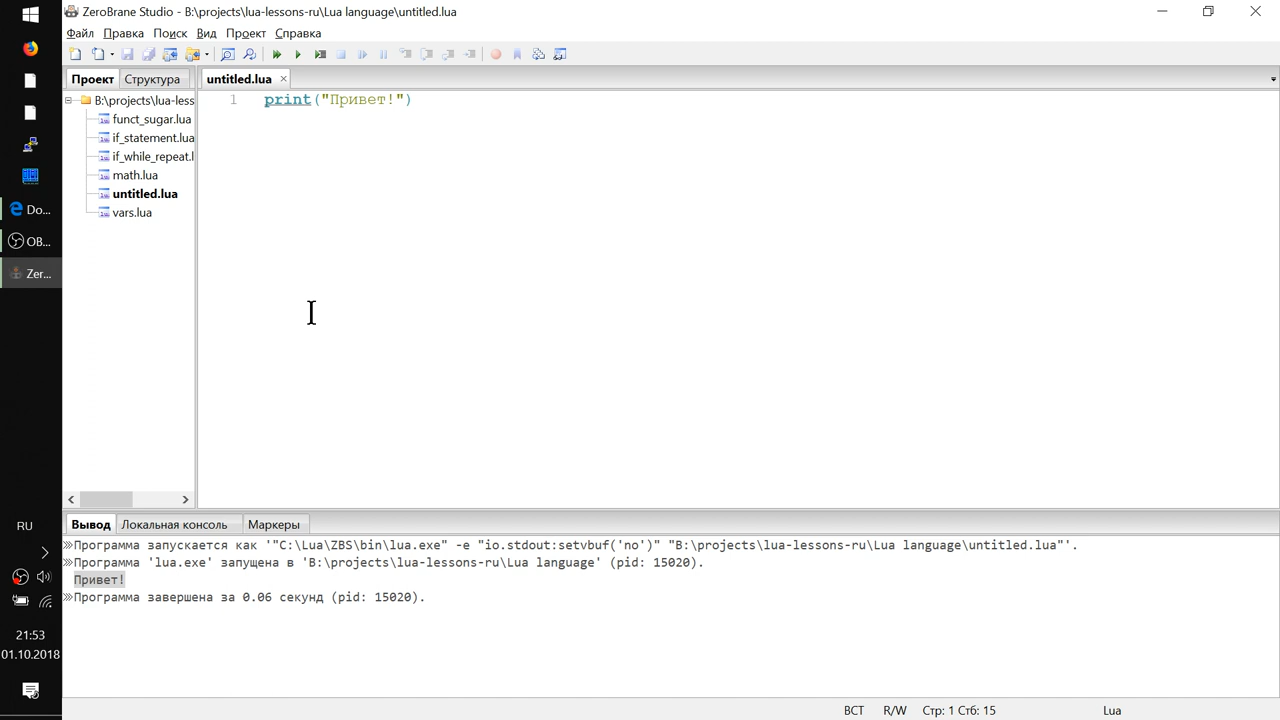 ZeroBrane Studio - B:\projects\lua-lessons-ru\Lua language\untitled.lua
Файл Правка Поиск Вид Проект Справка
Проект Структура
untitled.lua
B:\projects\lua-less
funct_sugar.lua
if_statement.lua
if_while_repeat.l
math.lua
untitled.lua
vars.lua
1 print("Привет!")
Do...
OB...
Zer...
RU
21:53
01.10.2018
Вывод Локальная консоль Маркеры
Программа запускается как '"C:\Lua\ZBS\bin\lua.exe" -e "io.stdout:setvbuf('no')" "B:\projects\lua-lessons-ru\Lua language\untitled.lua"'.
Программа 'lua.exe' запущена в 'B:\projects\lua-lessons-ru\Lua language' (pid: 15020).
Привет!
Программа завершена за 0.06 секунд (pid: 15020).
ВСТ R/W Стр: 1 Стб: 15 Lua